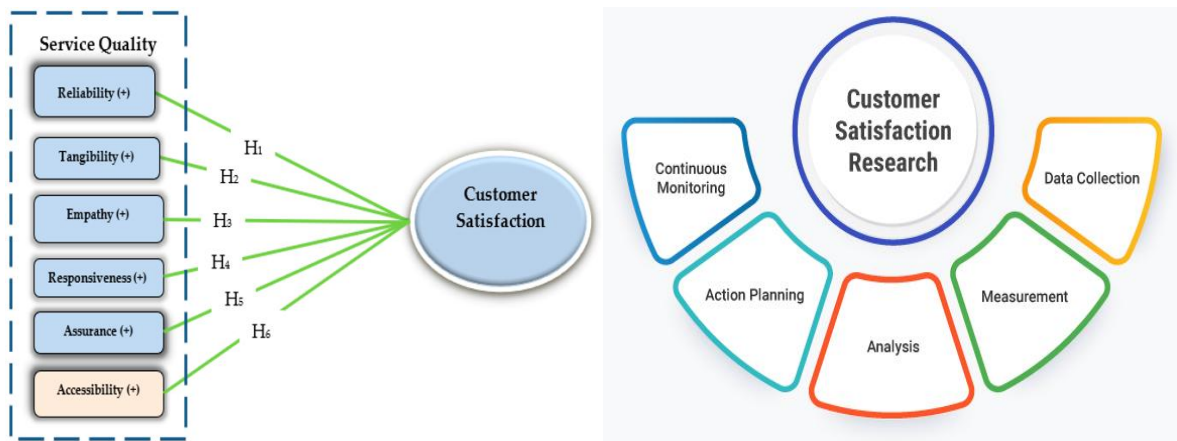 Service Quality
Reliability (+)
Tangibility (+)
Empathy (+)
Responsiveness (+)
Assurance (+)
Accessibility (+)
H₁
H₂
H₃
H₄
H₅
H₆
Customer
Satisfaction
Customer
Satisfaction
Research
Continuous
Monitoring
Action Planning
Analysis
Measurement
Data Collection